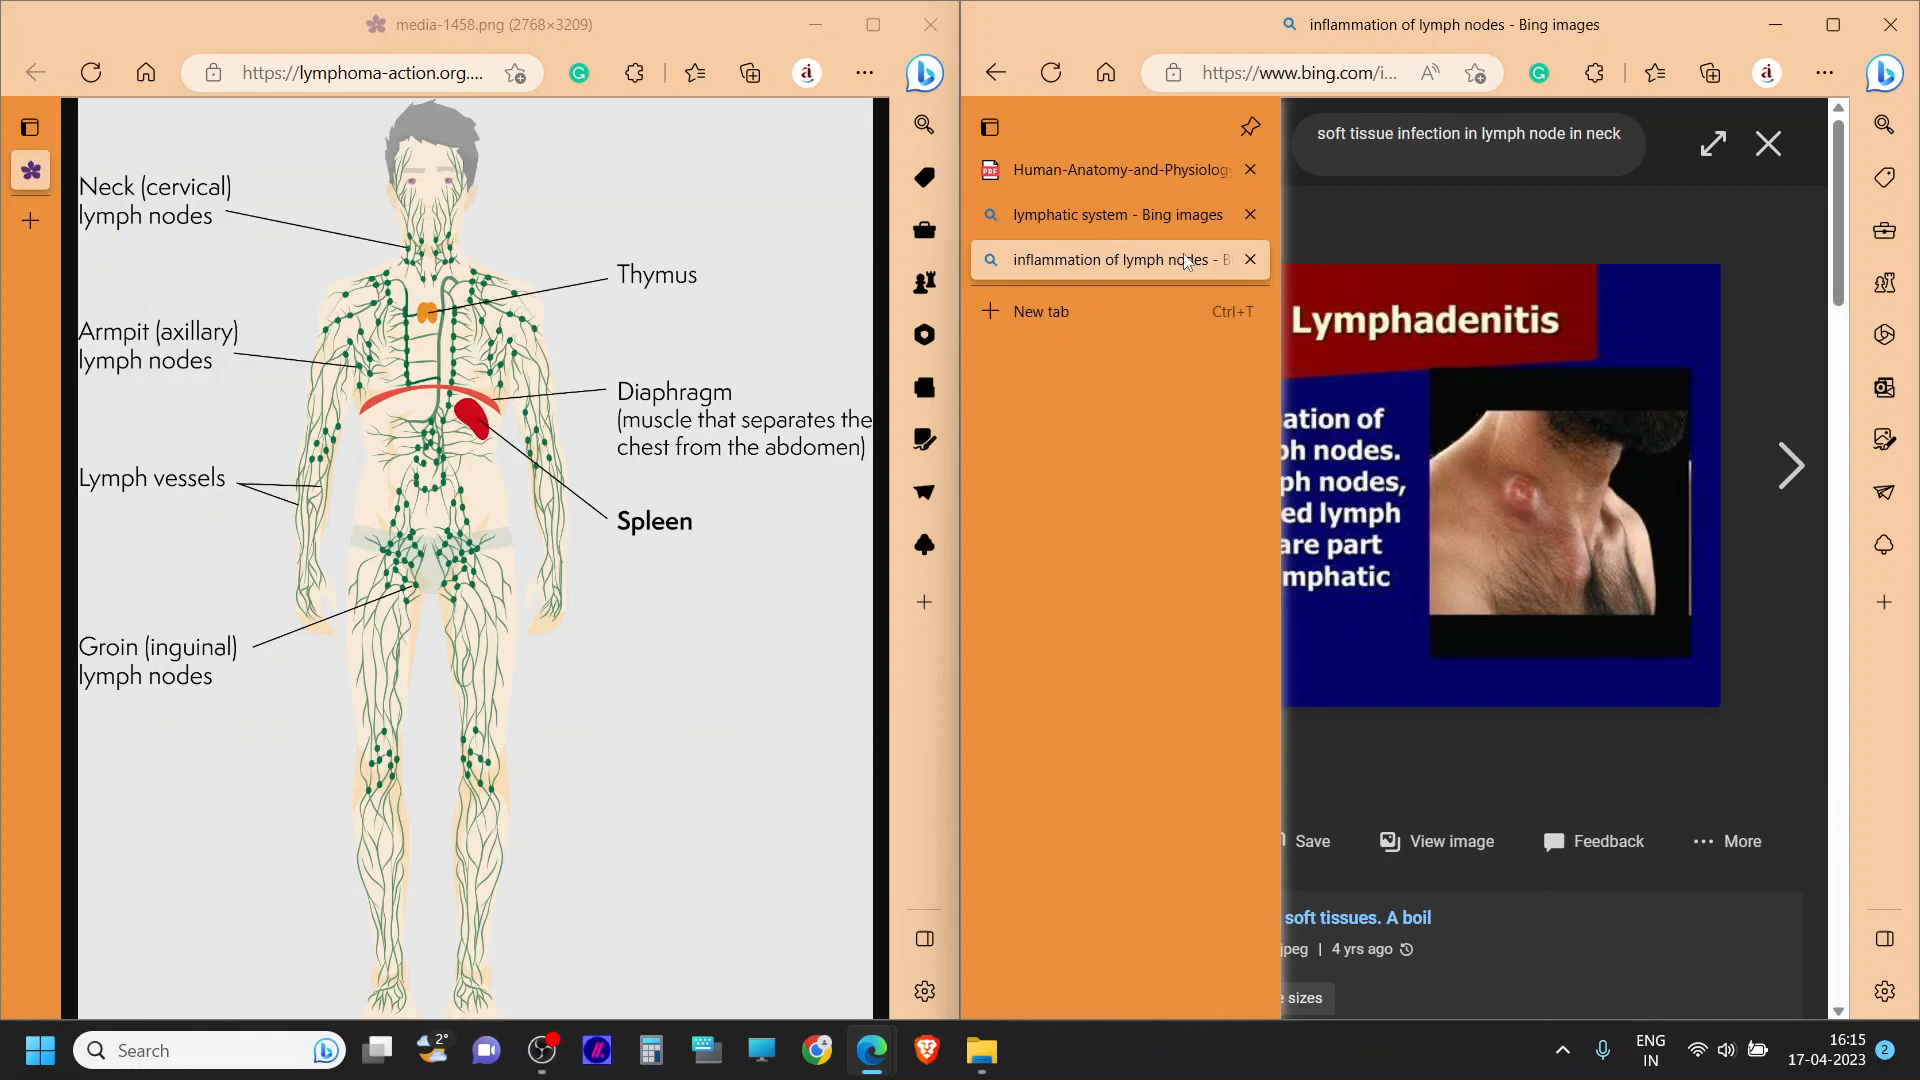 media-1458.png (2768×3209)
https://lymphoma-action.org....
Neck (cervical)
lymph nodes
Thymus
Armpit (axillary)
lymph nodes
Diaphragm
(muscle that separates the
chest from the abdomen)
Lymph vessels
Spleen
Groin (inguinal)
lymph nodes
inflammation of lymph nodes - Bing images
https://www.bing.com/i...
Human-Anatomy-and-Physiology
lymphatic system - Bing images
inflammation of lymph nodes - B
New tab
Ctrl+T
soft tissue infection in lymph node in neck
Lymphadenitis
ation of
ph nodes.
ph nodes,
ed lymph
are part
mphatic
Save
View image
Feedback
More
soft tissues. A boil
jpeg | 4 yrs ago
sizes
Search
2°
ENG
IN
16:15
17-04-2023
2